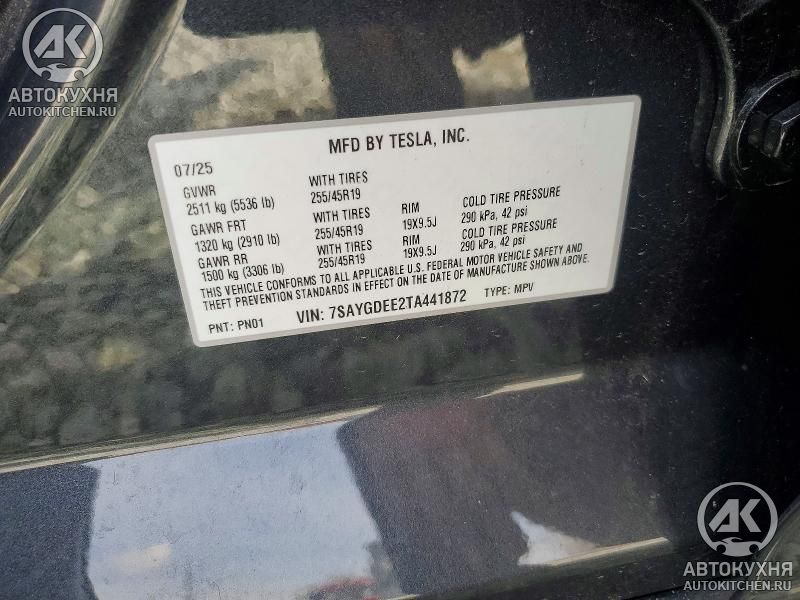 АК
АВТОКУХНЯ
AUTOKITCHEN.RU
MFD BY TESLA, INC.
07/25
GVWR WITH TIRES
2511 kg (5536 lb) 255/45R19
GAWR FRT WITH TIRES RIM COLD TIRE PRESSURE
1320 kg (2910 lb) 255/45R19 19X9.5J 290 kPa, 42 psi
GAWR RR WITH TIRES RIM COLD TIRE PRESSURE
1500 kg (3306 lb) 255/45R19 19X9.5J 290 kPa, 42 psi
THIS VEHICLE CONFORMS TO ALL APPLICABLE U.S. FEDERAL MOTOR VEHICLE SAFETY AND
THEFT PREVENTION STANDARDS IN EFFECT ON THE DATE OF MANUFACTURE SHOWN ABOVE.
PNT: PN01 VIN: 7SAYGDEE2TA441872 TYPE: MPV
АК
АВТОКУХНЯ
AUTOKITCHEN.RU